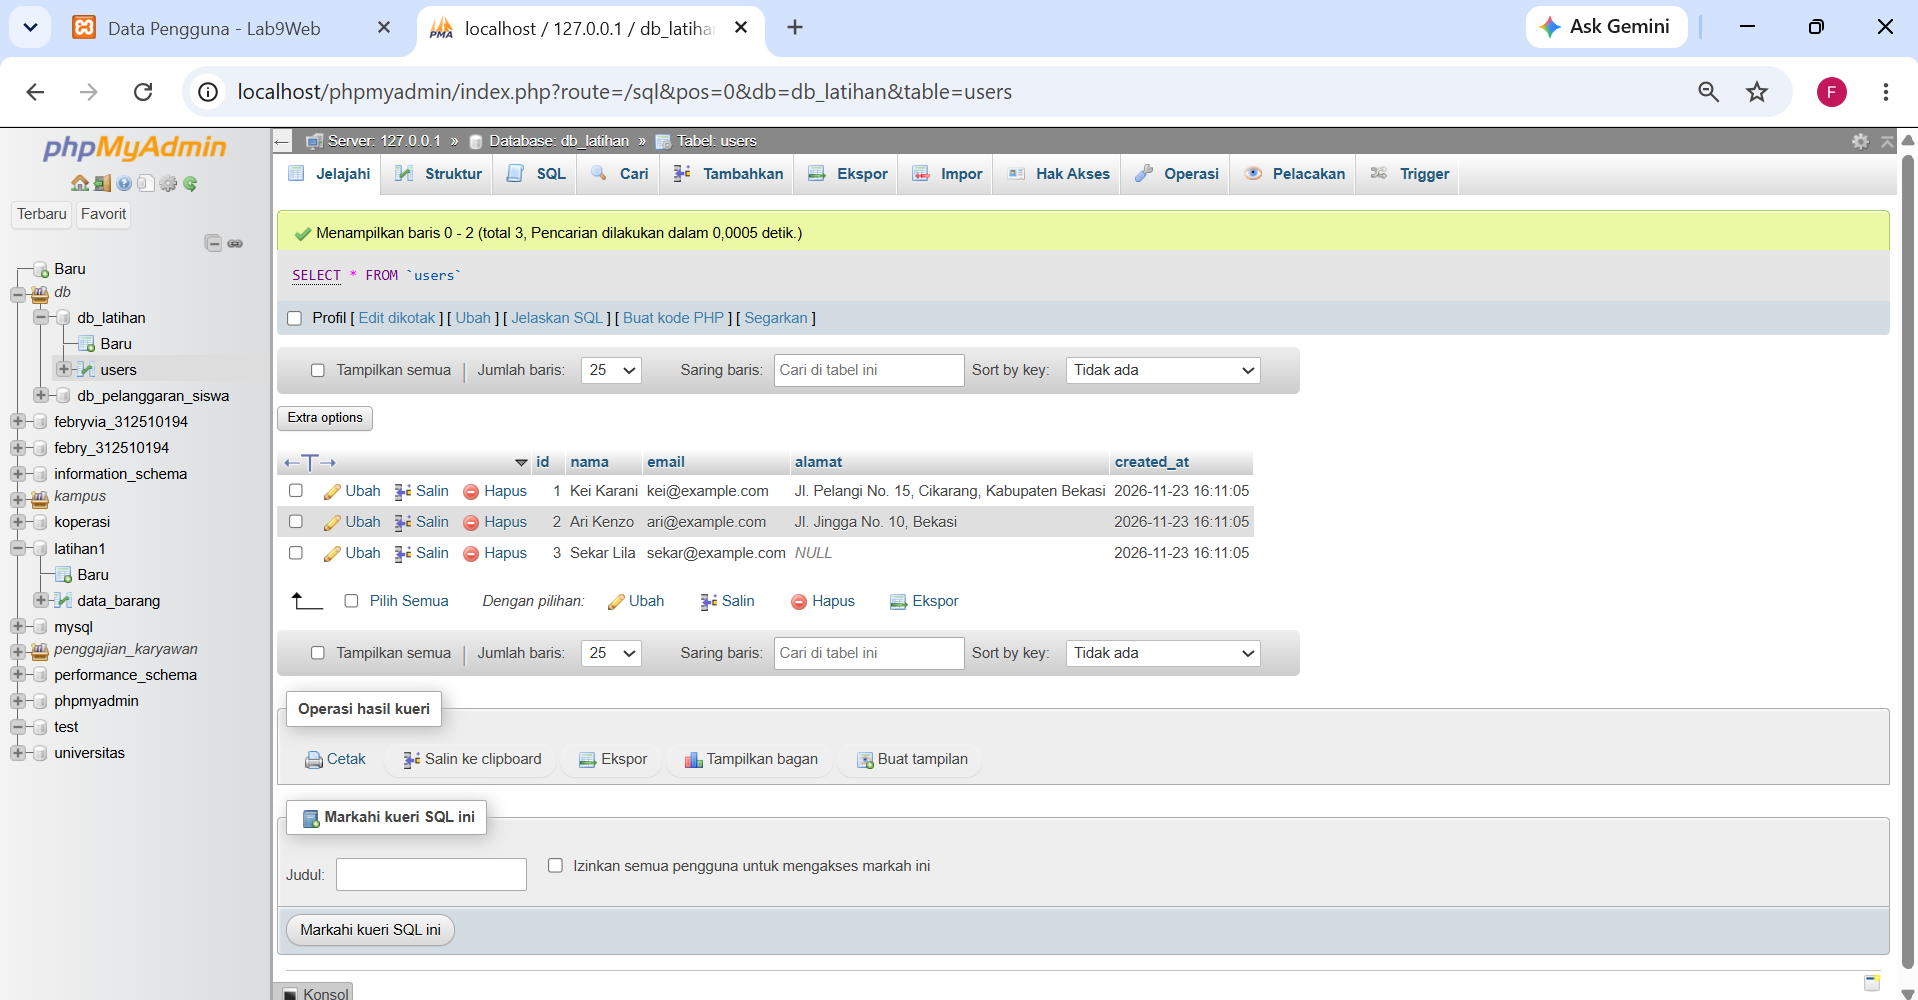 Data Pengguna - Lab9Web
localhost / 127.0.0.1 / db_latiha
Ask Gemini
localhost/phpmyadmin/index.php?route=/sql&pos=0&db=db_latihan&table=users
F
phpMyAdmin
Terbaru Favorit
Baru
db
db_latihan
Baru
users
db_pelanggaran_siswa
febryvia_312510194
febry_312510194
information_schema
kampus
koperasi
latihan1
Baru
data_barang
mysql
penggajian_karyawan
performance_schema
phpmyadmin
test
universitas
Server: 127.0.0.1 » Database: db_latihan » Tabel: users
Jelajahi Struktur SQL Cari Tambahkan Ekspor Impor Hak Akses Operasi Pelacakan Trigger
Menampilkan baris 0 - 2 (total 3, Pencarian dilakukan dalam 0,0005 detik.)
SELECT * FROM `users`
Profil [ Edit dikotak ] [ Ubah ] [ Jelaskan SQL ] [ Buat kode PHP ] [ Segarkan ]
Tampilkan semua | Jumlah baris: 25 Saring baris: Cari di tabel ini Sort by key: Tidak ada
Extra options
←T→ id nama email alamat created_at
Ubah Salin Hapus 1 Kei Karani kei@example.com Jl. Pelangi No. 15, Cikarang, Kabupaten Bekasi 2026-11-23 16:11:05
Ubah Salin Hapus 2 Ari Kenzo ari@example.com Jl. Jingga No. 10, Bekasi 2026-11-23 16:11:05
Ubah Salin Hapus 3 Sekar Lila sekar@example.com NULL 2026-11-23 16:11:05
Pilih Semua Dengan pilihan: Ubah Salin Hapus Ekspor
Tampilkan semua | Jumlah baris: 25 Saring baris: Cari di tabel ini Sort by key: Tidak ada
Operasi hasil kueri
Cetak Salin ke clipboard Ekspor Tampilkan bagan Buat tampilan
Markahi kueri SQL ini
Judul: Izinkan semua pengguna untuk mengakses markah ini
Markahi kueri SQL ini
Konsol